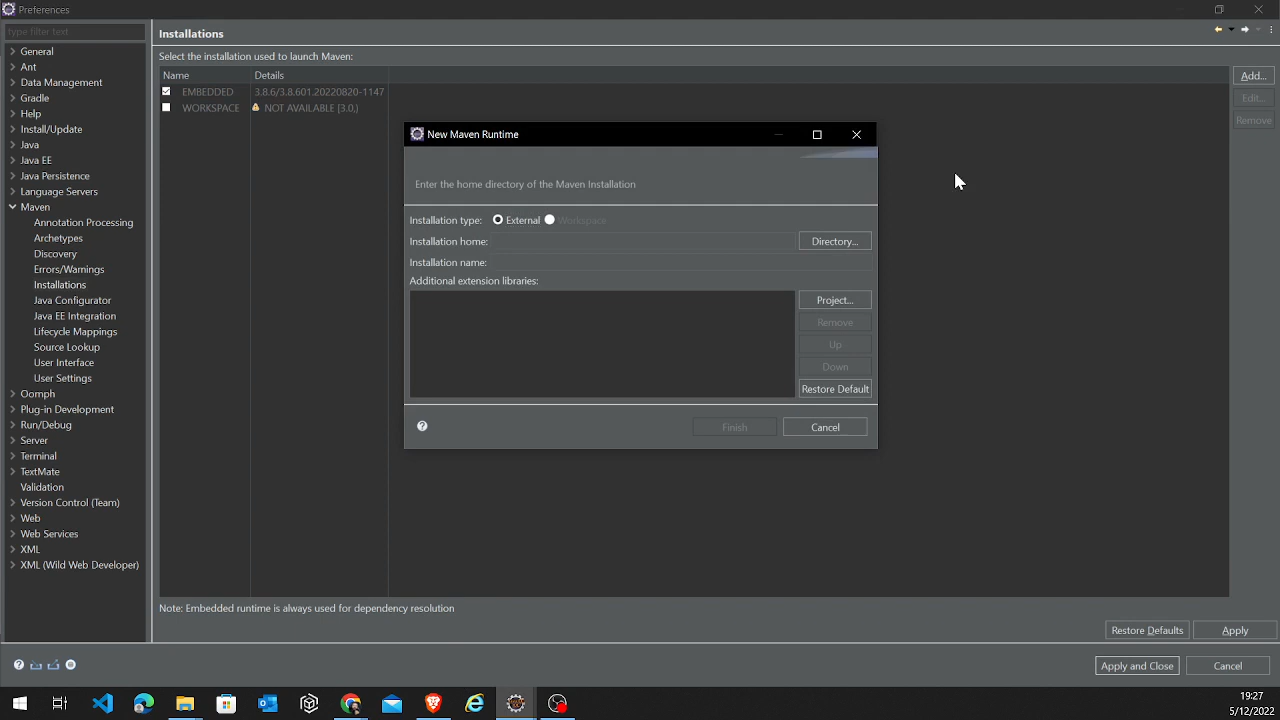 Preferences
type filter text
General
Ant
Data Management
Gradle
Help
Install/Update
Java
Java EE
Java Persistence
Language Servers
Maven
Annotation Processing
Archetypes
Discovery
Errors/Warnings
Installations
Java Configurator
Java EE Integration
Lifecycle Mappings
Source Lookup
User Interface
User Settings
Oomph
Plug-in Development
Run/Debug
Server
Terminal
TextMate
Validation
Version Control (Team)
Web
Web Services
XML
XML (Wild Web Developer)
Installations
Select the installation used to launch Maven:
Name Details
EMBEDDED 3.8.6/3.8.601.20220820-1147
WORKSPACE NOT AVAILABLE [3.0,)
Add...
Edit...
Remove
New Maven Runtime
Enter the home directory of the Maven Installation
Installation type: External Workspace
Installation home: Directory...
Installation name:
Additional extension libraries:
Project...
Remove
Up
Down
Restore Default
Finish Cancel
Note: Embedded runtime is always used for dependency resolution
Restore Defaults Apply
Apply and Close Cancel
19:27
5/12/2022